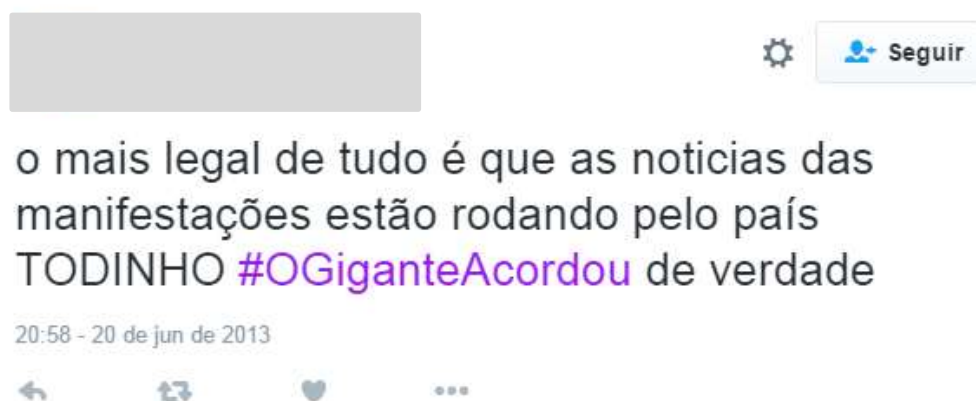 Seguir
o mais legal de tudo é que as noticias das
manifestações estão rodando pelo país
TODINHO #OGiganteAcordou de verdade
20:58 - 20 de jun de 2013